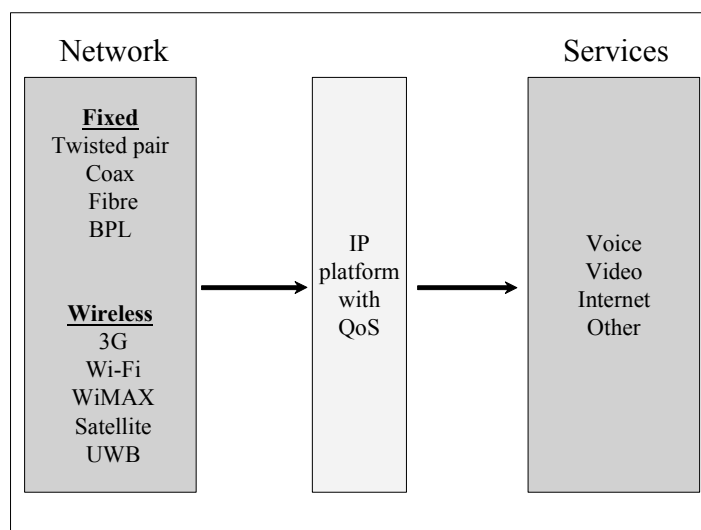 Network
Fixed
Twisted pair
Coax
Fibre
BPL
Wireless
3G
Wi-Fi
WiMAX
Satellite
UWB
IP
platform
with
QoS
Services
Voice
Video
Internet
Other